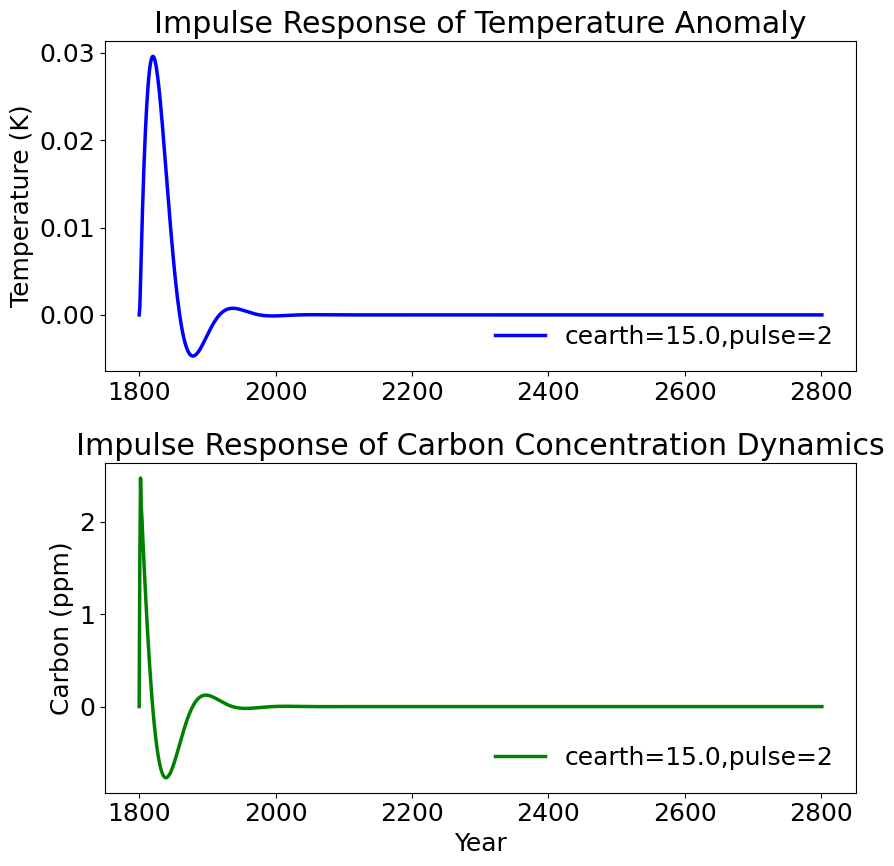 Impulse Response of Temperature Anomaly
Temperature (K)
0.03
0.02
0.01
0.00
cearth=15.0,pulse=2
1800 2000 2200 2400 2600 2800
Impulse Response of Carbon Concentration Dynamics
Carbon (ppm)
2
1
0
cearth=15.0,pulse=2
1800 2000 2200 2400 2600 2800
Year